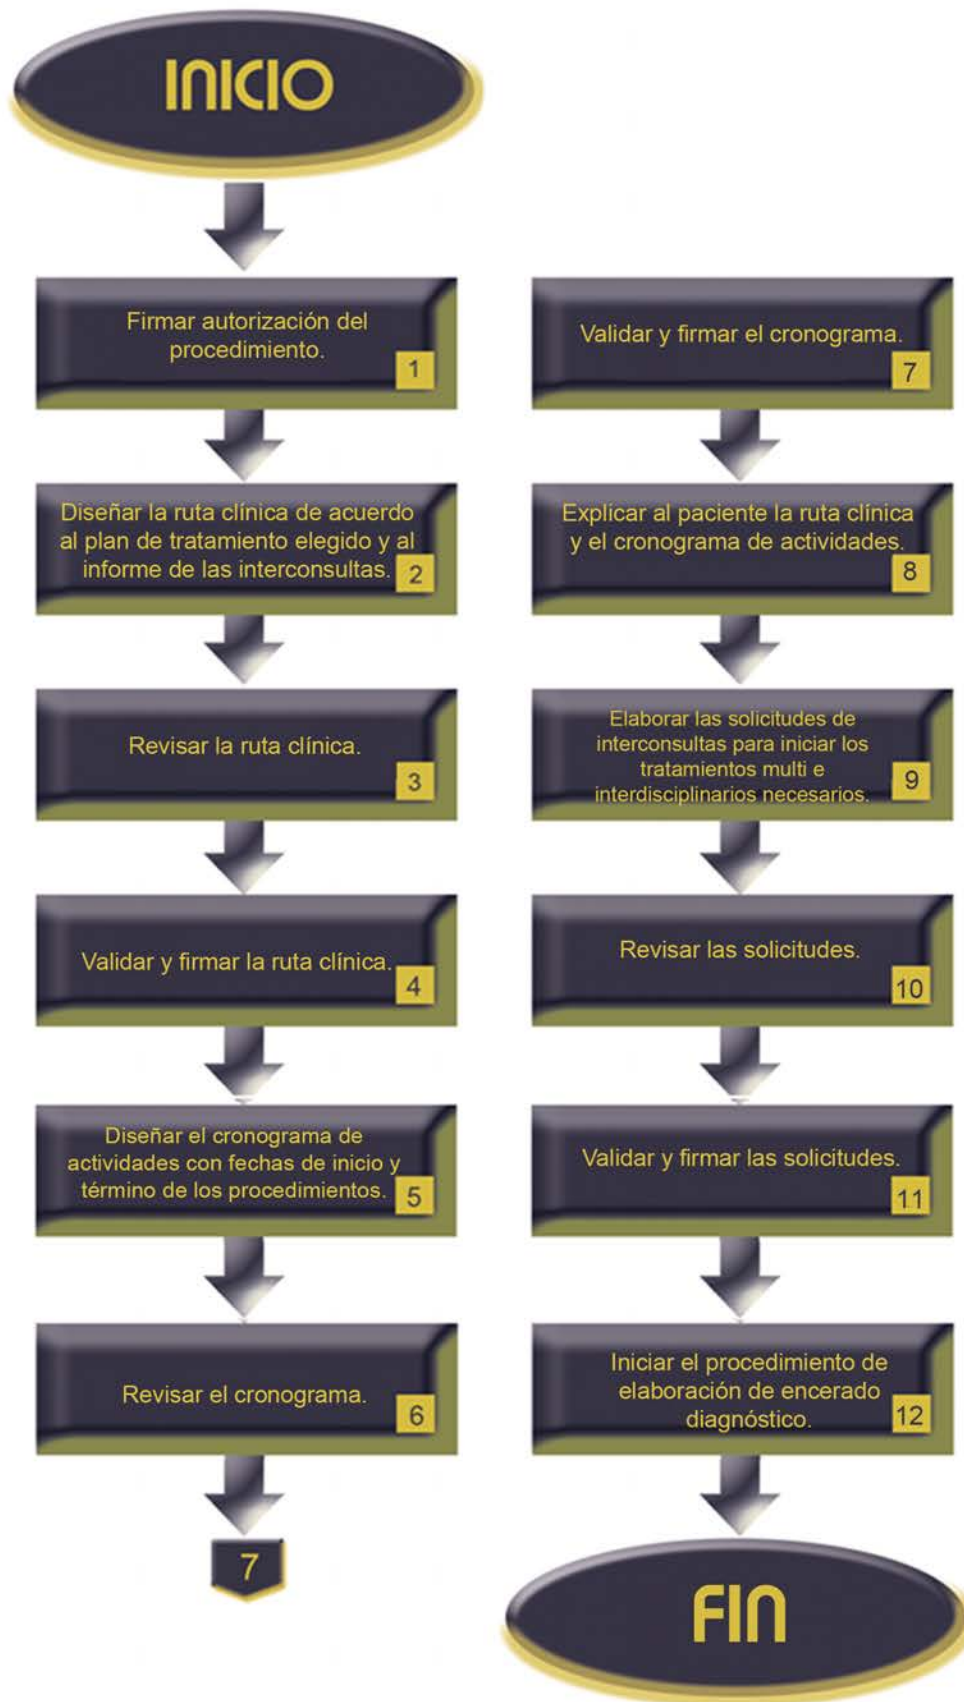 INICIO
Firmar autorización del
procedimiento.
1
Diseñar la ruta clínica de acuerdo
al plan de tratamiento elegido y al
informe de las interconsultas.
2
Revisar la ruta clínica.
3
Validar y firmar la ruta clínica.
4
Diseñar el cronograma de
actividades con fechas de inicio y
término de los procedimientos.
5
Revisar el cronograma.
6
7
Validar y firmar el cronograma.
7
Explicar al paciente la ruta clínica
y el cronograma de actividades.
8
Elaborar las solicitudes de
interconsultas para iniciar los
tratamientos multi e
interdisciplinarios necesarios.
9
Revisar las solicitudes.
10
Validar y firmar las solicitudes.
11
Iniciar el procedimiento de
elaboración de encerado
diagnóstico.
12
FIN